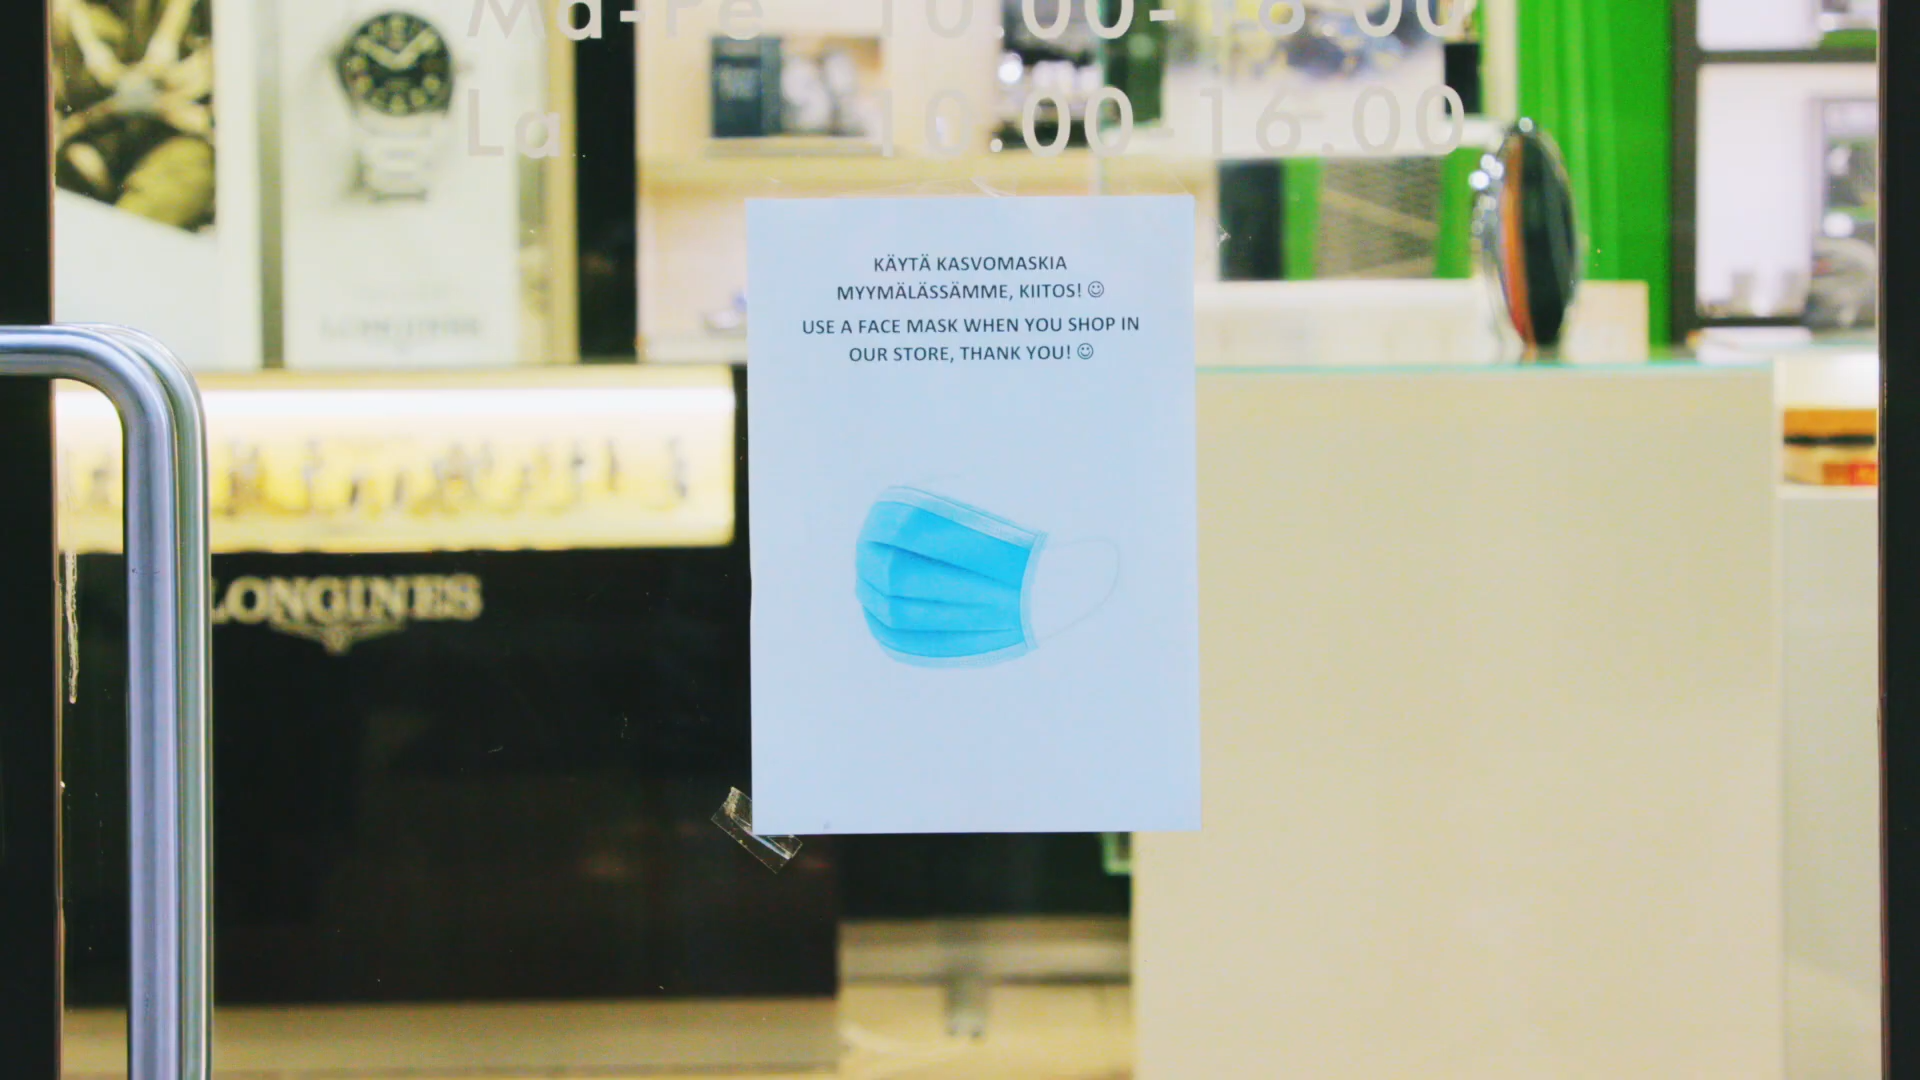 Ma-Pe 10.00-18.00
La 10.00-16.00
KÄYTÄ KASVOMASKIA
MYYMÄLÄSSÄMME, KIITOS! ☺
USE A FACE MASK WHEN YOU SHOP IN
OUR STORE, THANK YOU! ☺
LONGINES
LONGINES